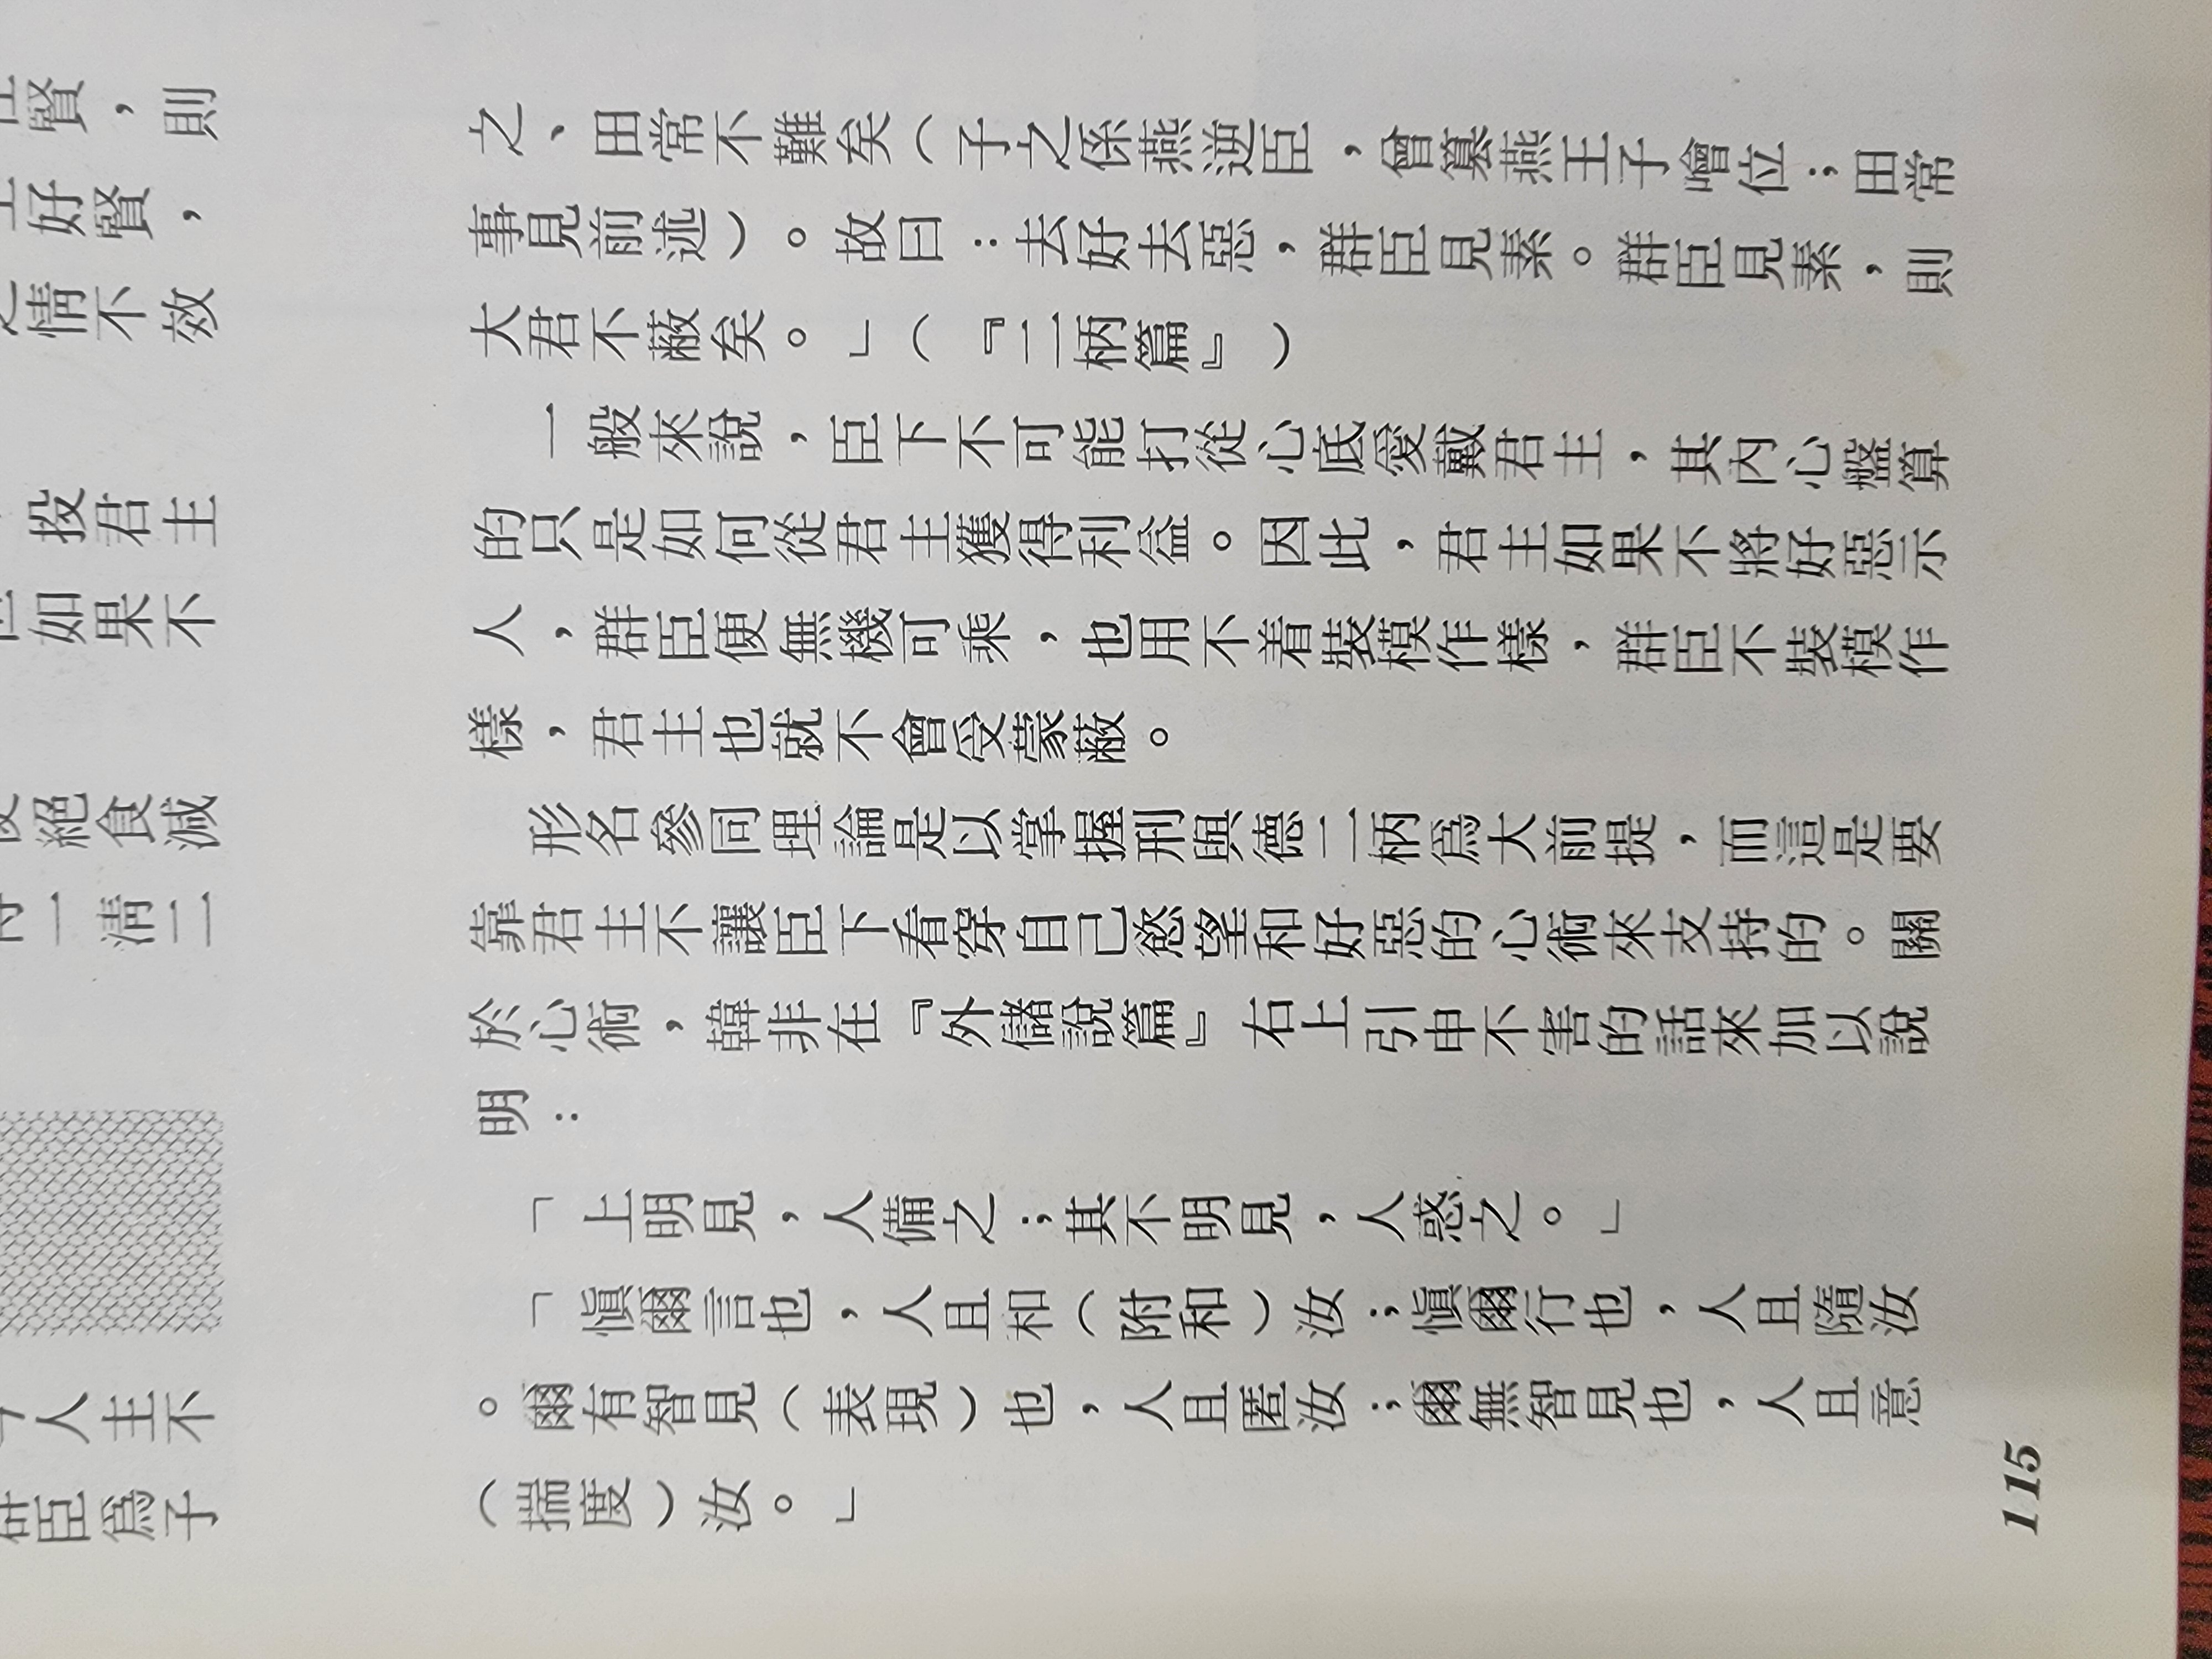 賢，則
好賢，
情不效
投君主
如果不
絕食減
一清二
人主不
臣爲子
之、田常不難矣（子之係燕逆臣，曾篡燕王子噲位；田常
事見前述）。故曰：去好去惡，群臣見素。群臣見素，則
大君不蔽矣。」（『二柄篇』）
一般來說，臣下不可能打從心底愛戴君主，其內心盤算
的只是如何從君主獲得利益。因此，君主如果不將好惡示
人，群臣便無機可乘，也用不着裝模作樣，群臣不裝模作
樣，君主也就不會受蒙蔽。
形名參同理論是以掌握刑與德二柄爲大前提，而這是要
靠君主不讓臣下看穿自己慾望和好惡的心術來支持的。關
於心術，韓非在『外儲說篇』右上引申不害的話來加以說
明：
「上明見，人備之；其不明見，人惑之。」
「愼爾言也，人且和（附和）汝；愼爾行也，人且隨汝
。爾有智見（表現）也，人且匿汝；爾無智見也，人且意
（揣度）汝。」
115